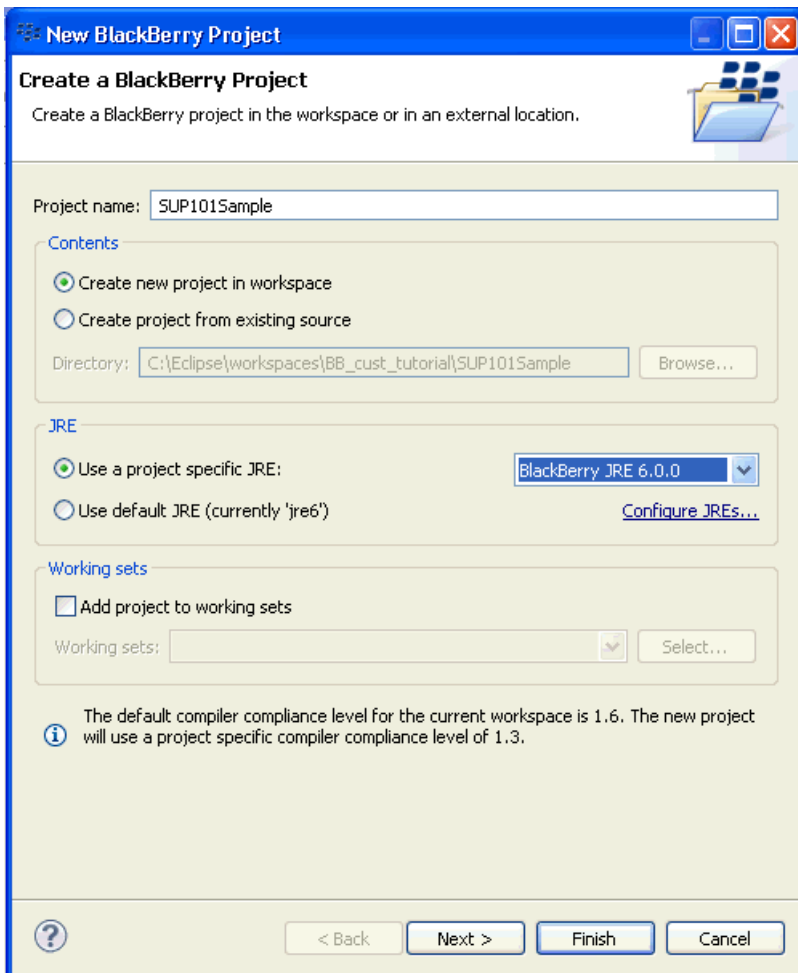 New BlackBerry Project
Create a BlackBerry Project
Create a BlackBerry project in the workspace or in an external location.
Project name: SUP101Sample
Contents
Create new project in workspace
Create project from existing source
Directory: C:\Eclipse\workspaces\BB_cust_tutorial\SUP101Sample Browse...
JRE
Use a project specific JRE: BlackBerry JRE 6.0.0
Use default JRE (currently 'jre6') Configure JREs...
Working sets
Add project to working sets
Working sets: Select...
The default compiler compliance level for the current workspace is 1.6. The new project
will use a project specific compiler compliance level of 1.3.
? < Back Next > Finish Cancel